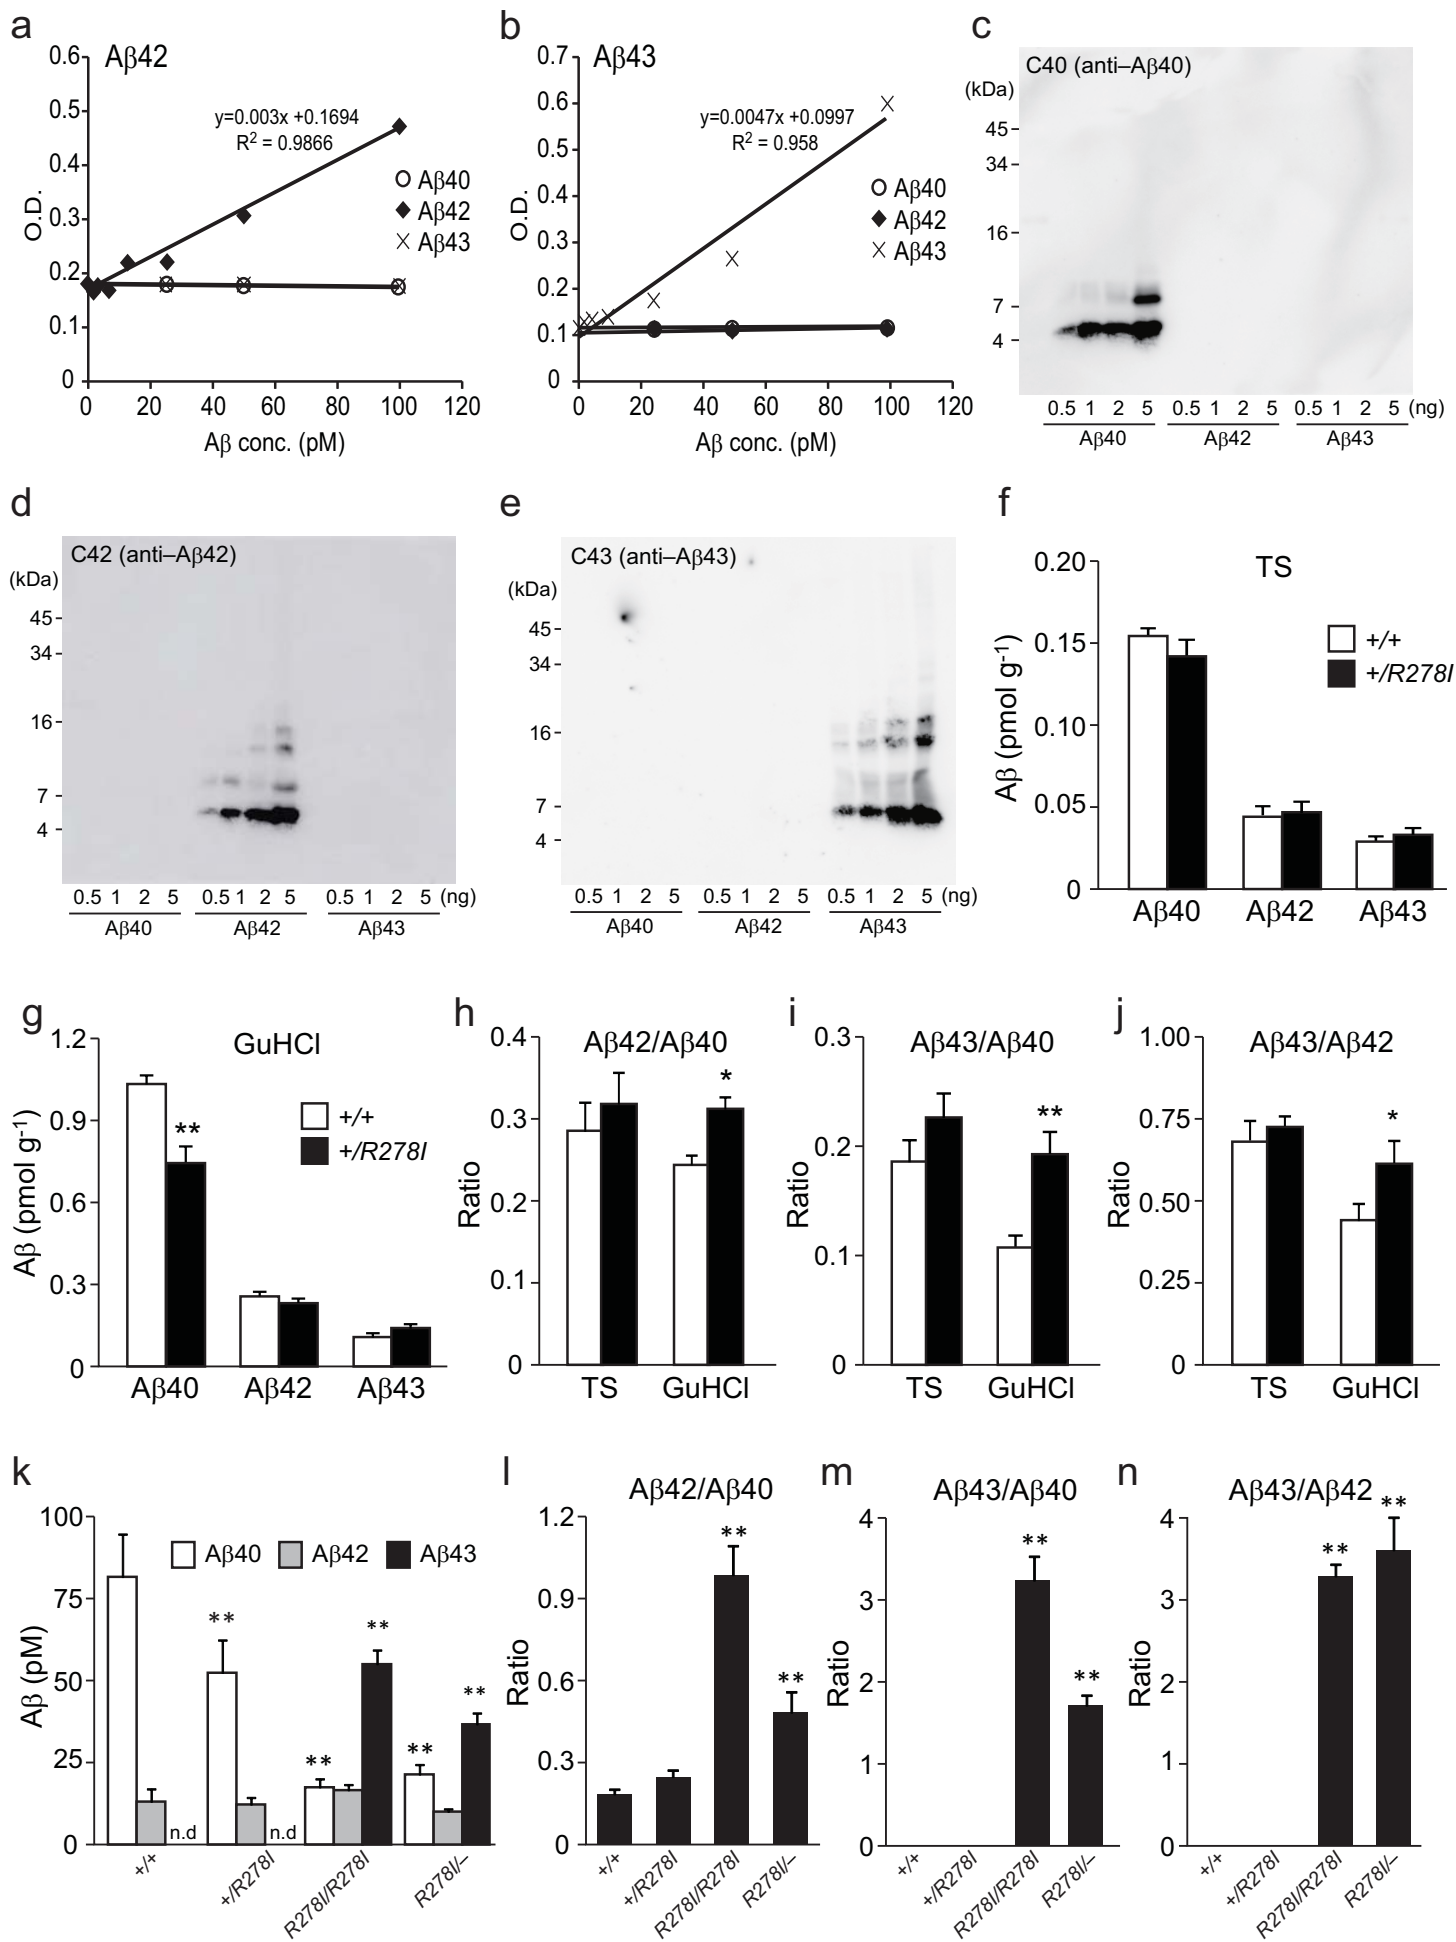 a
Aβ42
0.6
0.5
0.4
0.3
0.2
0.1
0
O.D.
y=0.003x +0.1694
R2 = 0.9866
Aβ40
Aβ42
Aβ43
0 20 40 60 80 100 120
Aβ conc. (pM)
b
Aβ43
0.7
0.6
0.5
0.4
0.3
0.2
0.1
0
O.D.
y=0.0047x +0.0997
R2 = 0.958
Aβ40
Aβ42
Aβ43
0 20 40 60 80 100 120
Aβ conc. (pM)
c
C40 (anti–Aβ40)
(kDa)
45
34
16
7
4
0.5 1 2 5 0.5 1 2 5 0.5 1 2 5 (ng)
Aβ40 Aβ42 Aβ43
d
C42 (anti–Aβ42)
(kDa)
45
34
16
7
4
0.5 1 2 5 0.5 1 2 5 0.5 1 2 5 (ng)
Aβ40 Aβ42 Aβ43
e
C43 (anti–Aβ43)
(kDa)
45
34
16
7
4
0.5 1 2 5 0.5 1 2 5 0.5 1 2 5 (ng)
Aβ40 Aβ42 Aβ43
f
TS
0.20
0.15
0.10
0.05
0
Aβ (pmol g-1)
+/+
+/R278I
Aβ40 Aβ42 Aβ43
g
GuHCl
1.2
0.9
0.6
0.3
0
Aβ (pmol g-1)
**
+/+
+/R278I
Aβ40 Aβ42 Aβ43
h
Aβ42/Aβ40
0.4
0.3
0.2
0.1
0
Ratio
*
TS GuHCl
i
Aβ43/Aβ40
0.3
0.2
0.1
0
Ratio
**
TS GuHCl
j
Aβ43/Aβ42
1.00
0.75
0.50
0.25
0
Ratio
*
TS GuHCl
k
100
75
50
25
0
Aβ (pM)
Aβ40 Aβ42 Aβ43
** ** ** ** **
n.d n.d
+/+ +/R278I R278I/R278I R278I/–
l
Aβ42/Aβ40
1.2
0.9
0.6
0.3
0
Ratio
** **
+/+ +/R278I R278I/R278I R278I/–
m
Aβ43/Aβ40
4
3
2
1
0
Ratio
** **
+/+ +/R278I R278I/R278I R278I/–
n
Aβ43/Aβ42
4
3
2
1
0
Ratio
** **
+/+ +/R278I R278I/R278I R278I/–